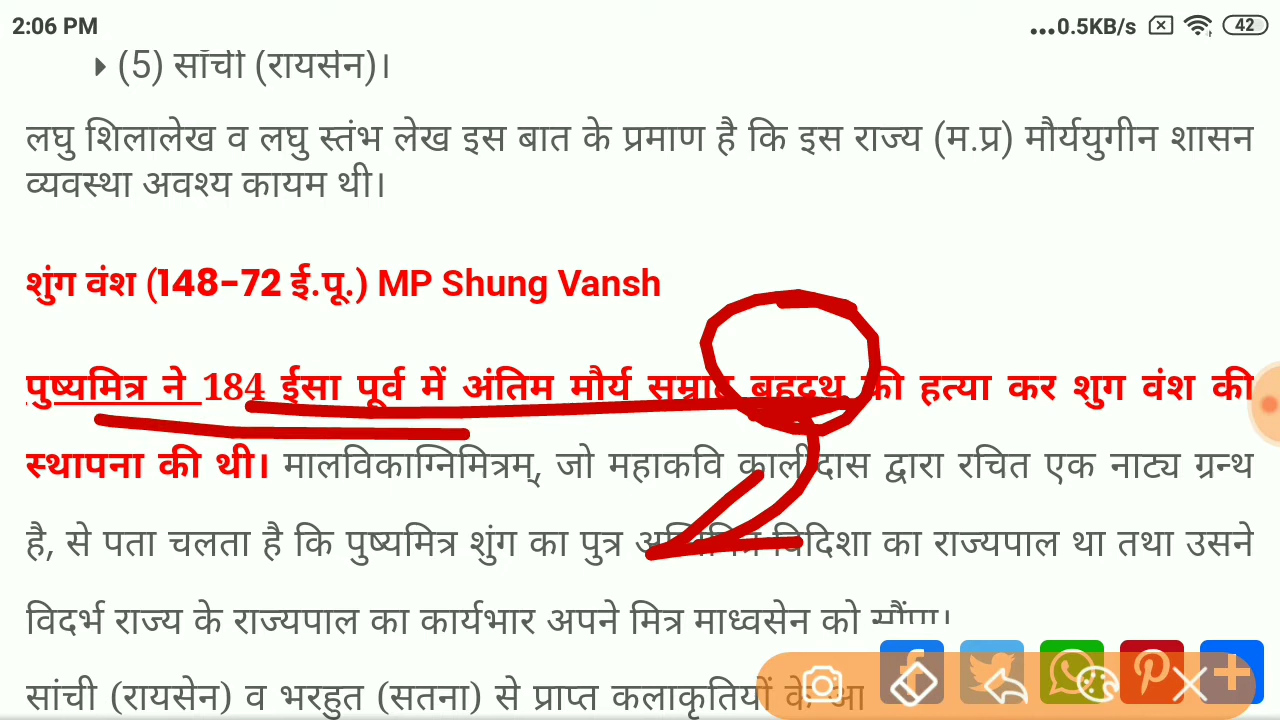 2:06 PM
...0.5KB/s
42
(5) साँची (रायसेन)।
लघु शिलालेख व लघु स्तंभ लेख इस बात के प्रमाण है कि इस राज्य (म.प्र) मौर्ययुगीन शासन
व्यवस्था अवश्य कायम थी।
शुंग वंश (148-72 ई.पू.) MP Shung Vansh
पुष्यमित्र ने 184 ईसा पूर्व में अंतिम मौर्य सम्राट बृहद्रथ की हत्या कर शुग वंश की
स्थापना की थी। मालविकाग्निमित्रम्, जो महाकवि कालीदास द्वारा रचित एक नाट्य ग्रन्थ
है, से पता चलता है कि पुष्यमित्र शुंग का पुत्र विदिशा का राज्यपाल था तथा उसने
विदर्भ राज्य के राज्यपाल का कार्यभार अपने मित्र माध्वसेन को सौंपा।
सांची (रायसेन) व भरहुत (सतना) से प्राप्त कलाकृतियों के आ